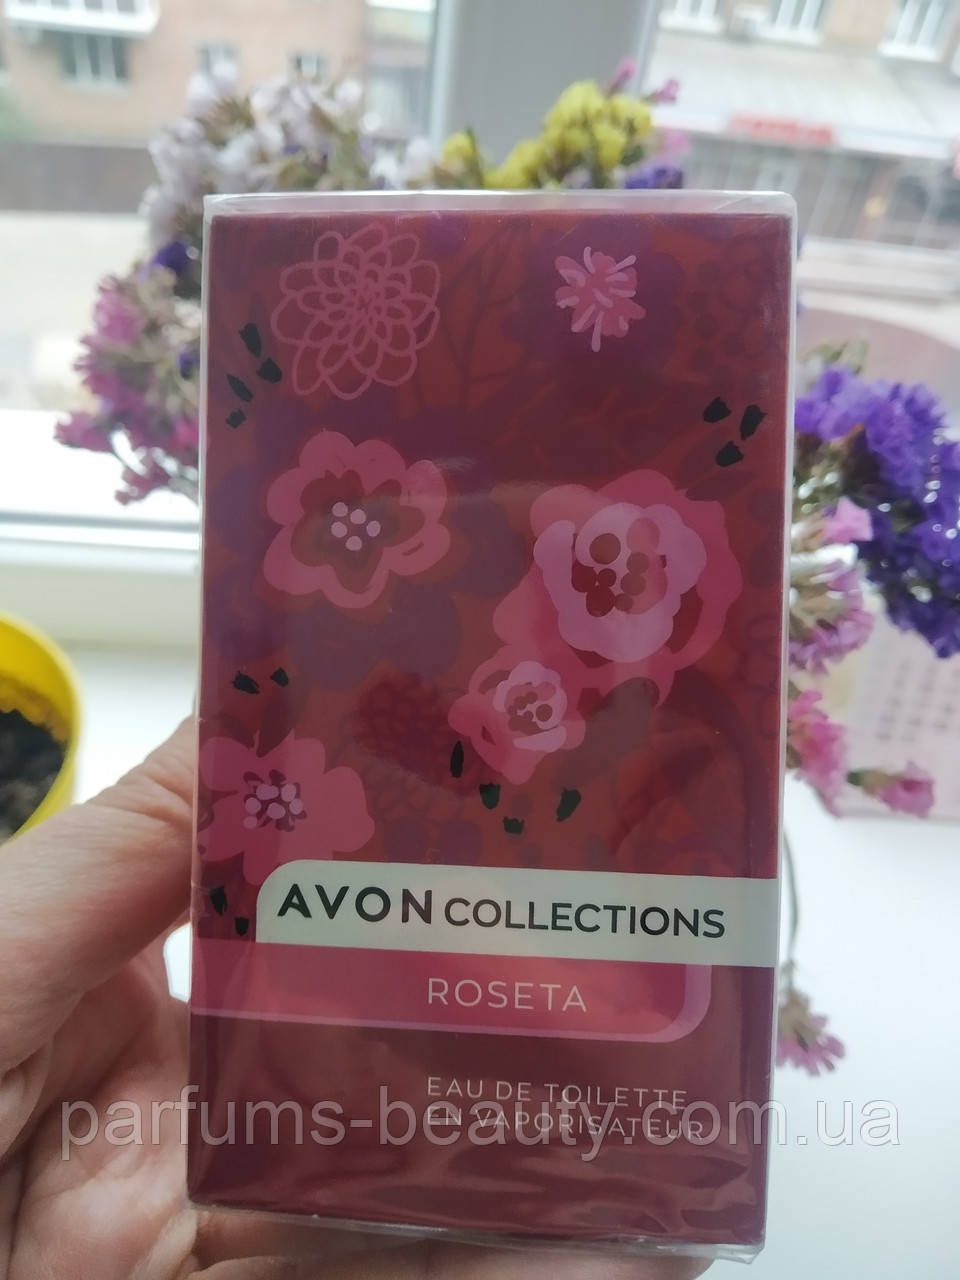 AVON COLLECTIONS
ROSETA
EAU DE TOILETTE
EN VAPORISATEUR
parfums-beauty.com.ua